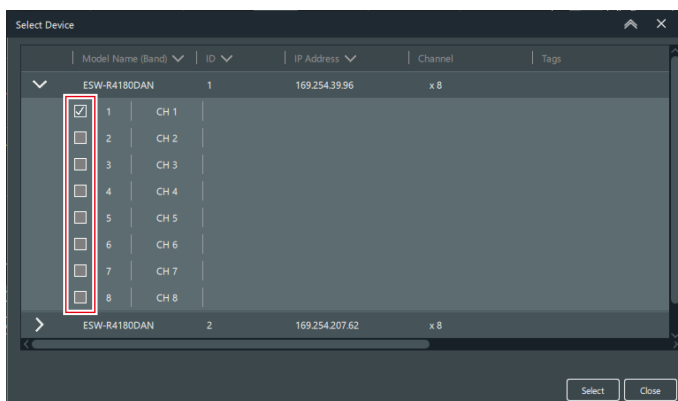 Select Device
Model Name (Band) ID IP Address Channel Tags
ESW-R4180DAN 1 169.254.39.96 x 8
1 CH 1
2 CH 2
3 CH 3
4 CH 4
5 CH 5
6 CH 6
7 CH 7
8 CH 8
ESW-R4180DAN 2 169.254.207.62 x 8
Select Close